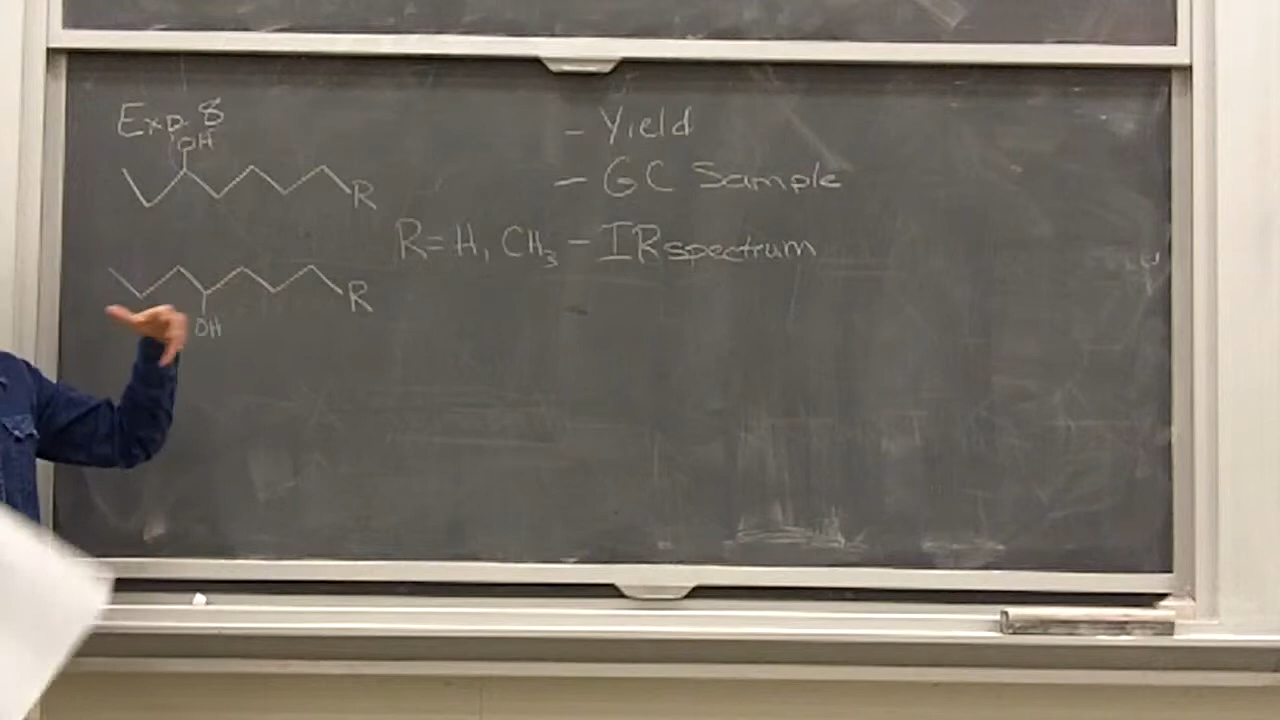 Exp. 8
OH
R
R
OH
R=H, CH₃
- Yield
- GC Sample
- IR spectrum